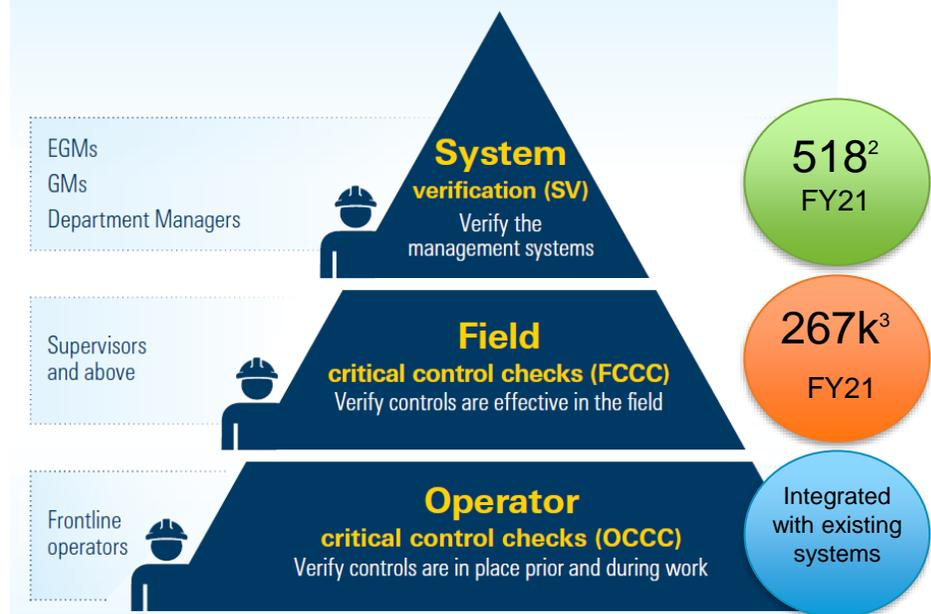 EGMs
GMs
Department Managers
System
verification (SV)
Verify the
management systems
518²
FY21
Supervisors
and above
Field
critical control checks (FCCC)
Verify controls are effective in the field
267k³
FY21
Frontline
operators
Operator
critical control checks (OCCC)
Verify controls are in place prior and during work
Integrated
with existing
systems